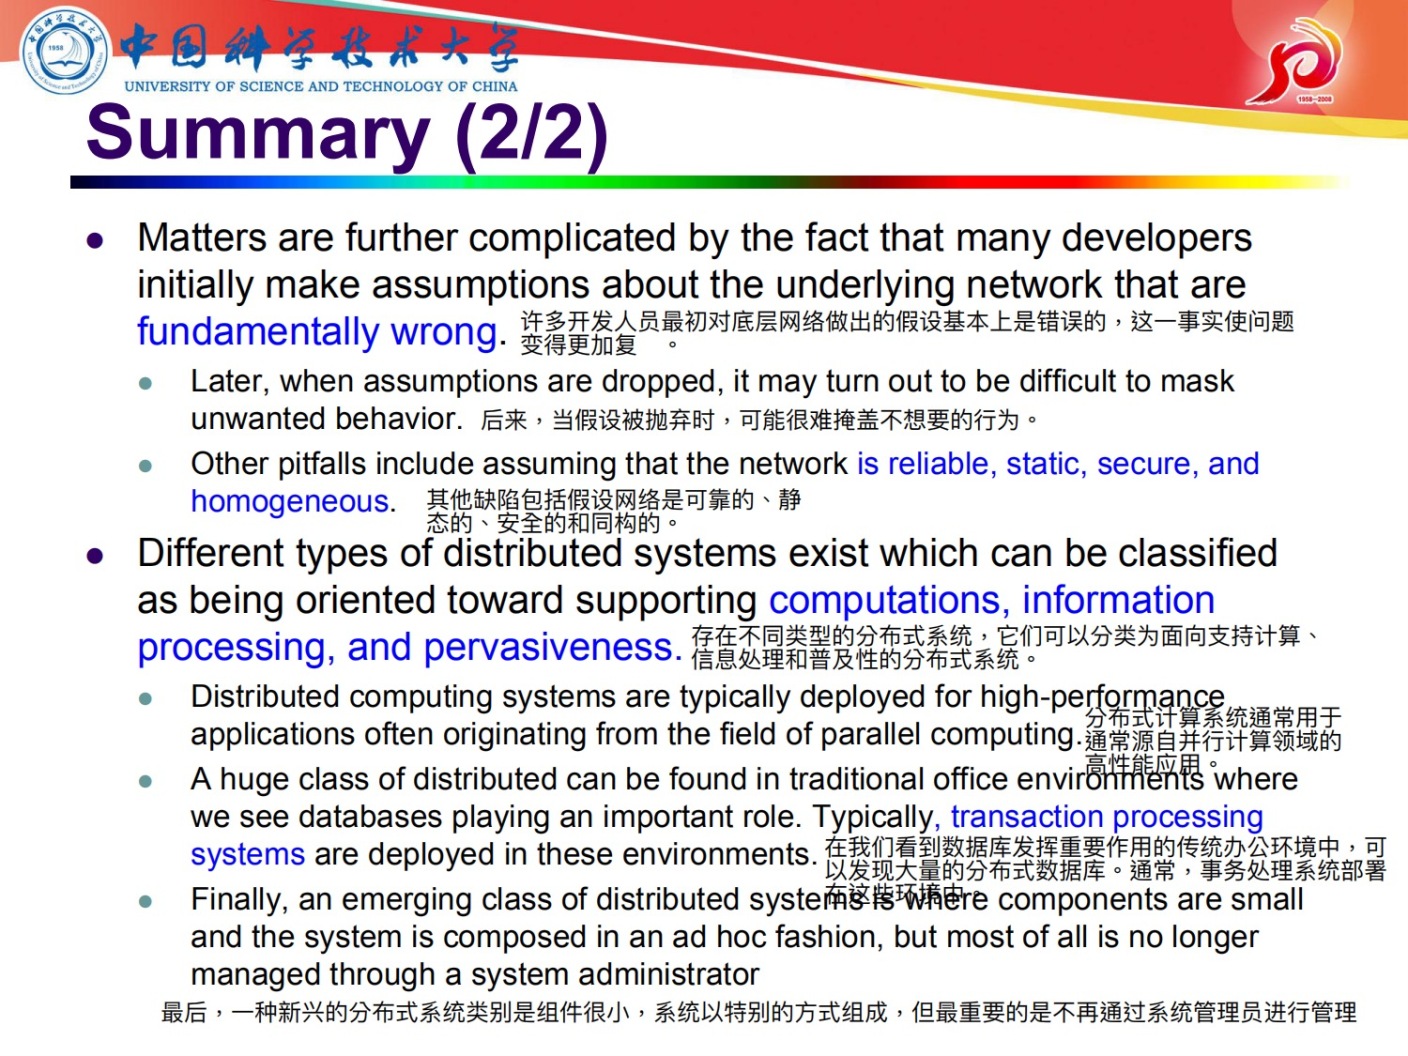 中国科学技术大学
UNIVERSITY OF SCIENCE AND TECHNOLOGY OF CHINA
1958
1958—2008
Summary (2/2)
Matters are further complicated by the fact that many developers
initially make assumptions about the underlying network that are
fundamentally wrong.
许多开发人员最初对底层网络做出的假设基本上是错误的，这一事实使问题
变得更加复 。
Later, when assumptions are dropped, it may turn out to be difficult to mask
unwanted behavior. 后来，当假设被抛弃时，可能很难掩盖不想要的行为。
Other pitfalls include assuming that the network is reliable, static, secure, and
homogeneous.
其他缺陷包括假设网络是可靠的、静
态的、安全的和同构的。
Different types of distributed systems exist which can be classified
as being oriented toward supporting computations, information
processing, and pervasiveness.
存在不同类型的分布式系统，它们可以分类为面向支持计算、
信息处理和普及性的分布式系统。
Distributed computing systems are typically deployed for high-performance
applications often originating from the field of parallel computing.
分布式计算系统通常用于
通常源自并行计算领域的
高性能应用。
A huge class of distributed can be found in traditional office environments where
we see databases playing an important role. Typically, transaction processing
systems are deployed in these environments.
在我们看到数据库发挥重要作用的传统办公环境中，可
以发现大量的分布式数据库。通常，事务处理系统部署
在这些环境中。
Finally, an emerging class of distributed systems is where components are small
and the system is composed in an ad hoc fashion, but most of all is no longer
managed through a system administrator
最后，一种新兴的分布式系统类别是组件很小，系统以特别的方式组成，但最重要的是不再通过系统管理员进行管理